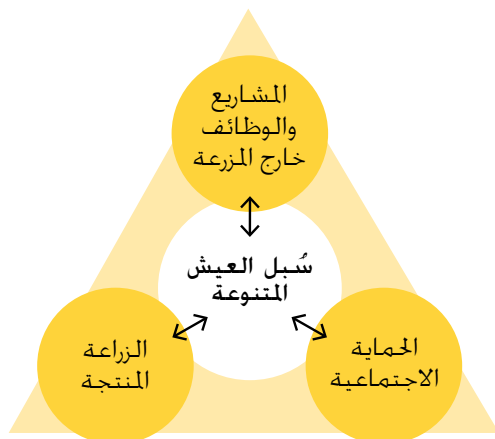 المشاريع
والوظائف
خارج المزرعة
سُبل العيش
المتنوعة
الزراعة
المنتجة
الحماية
الاجتماعية